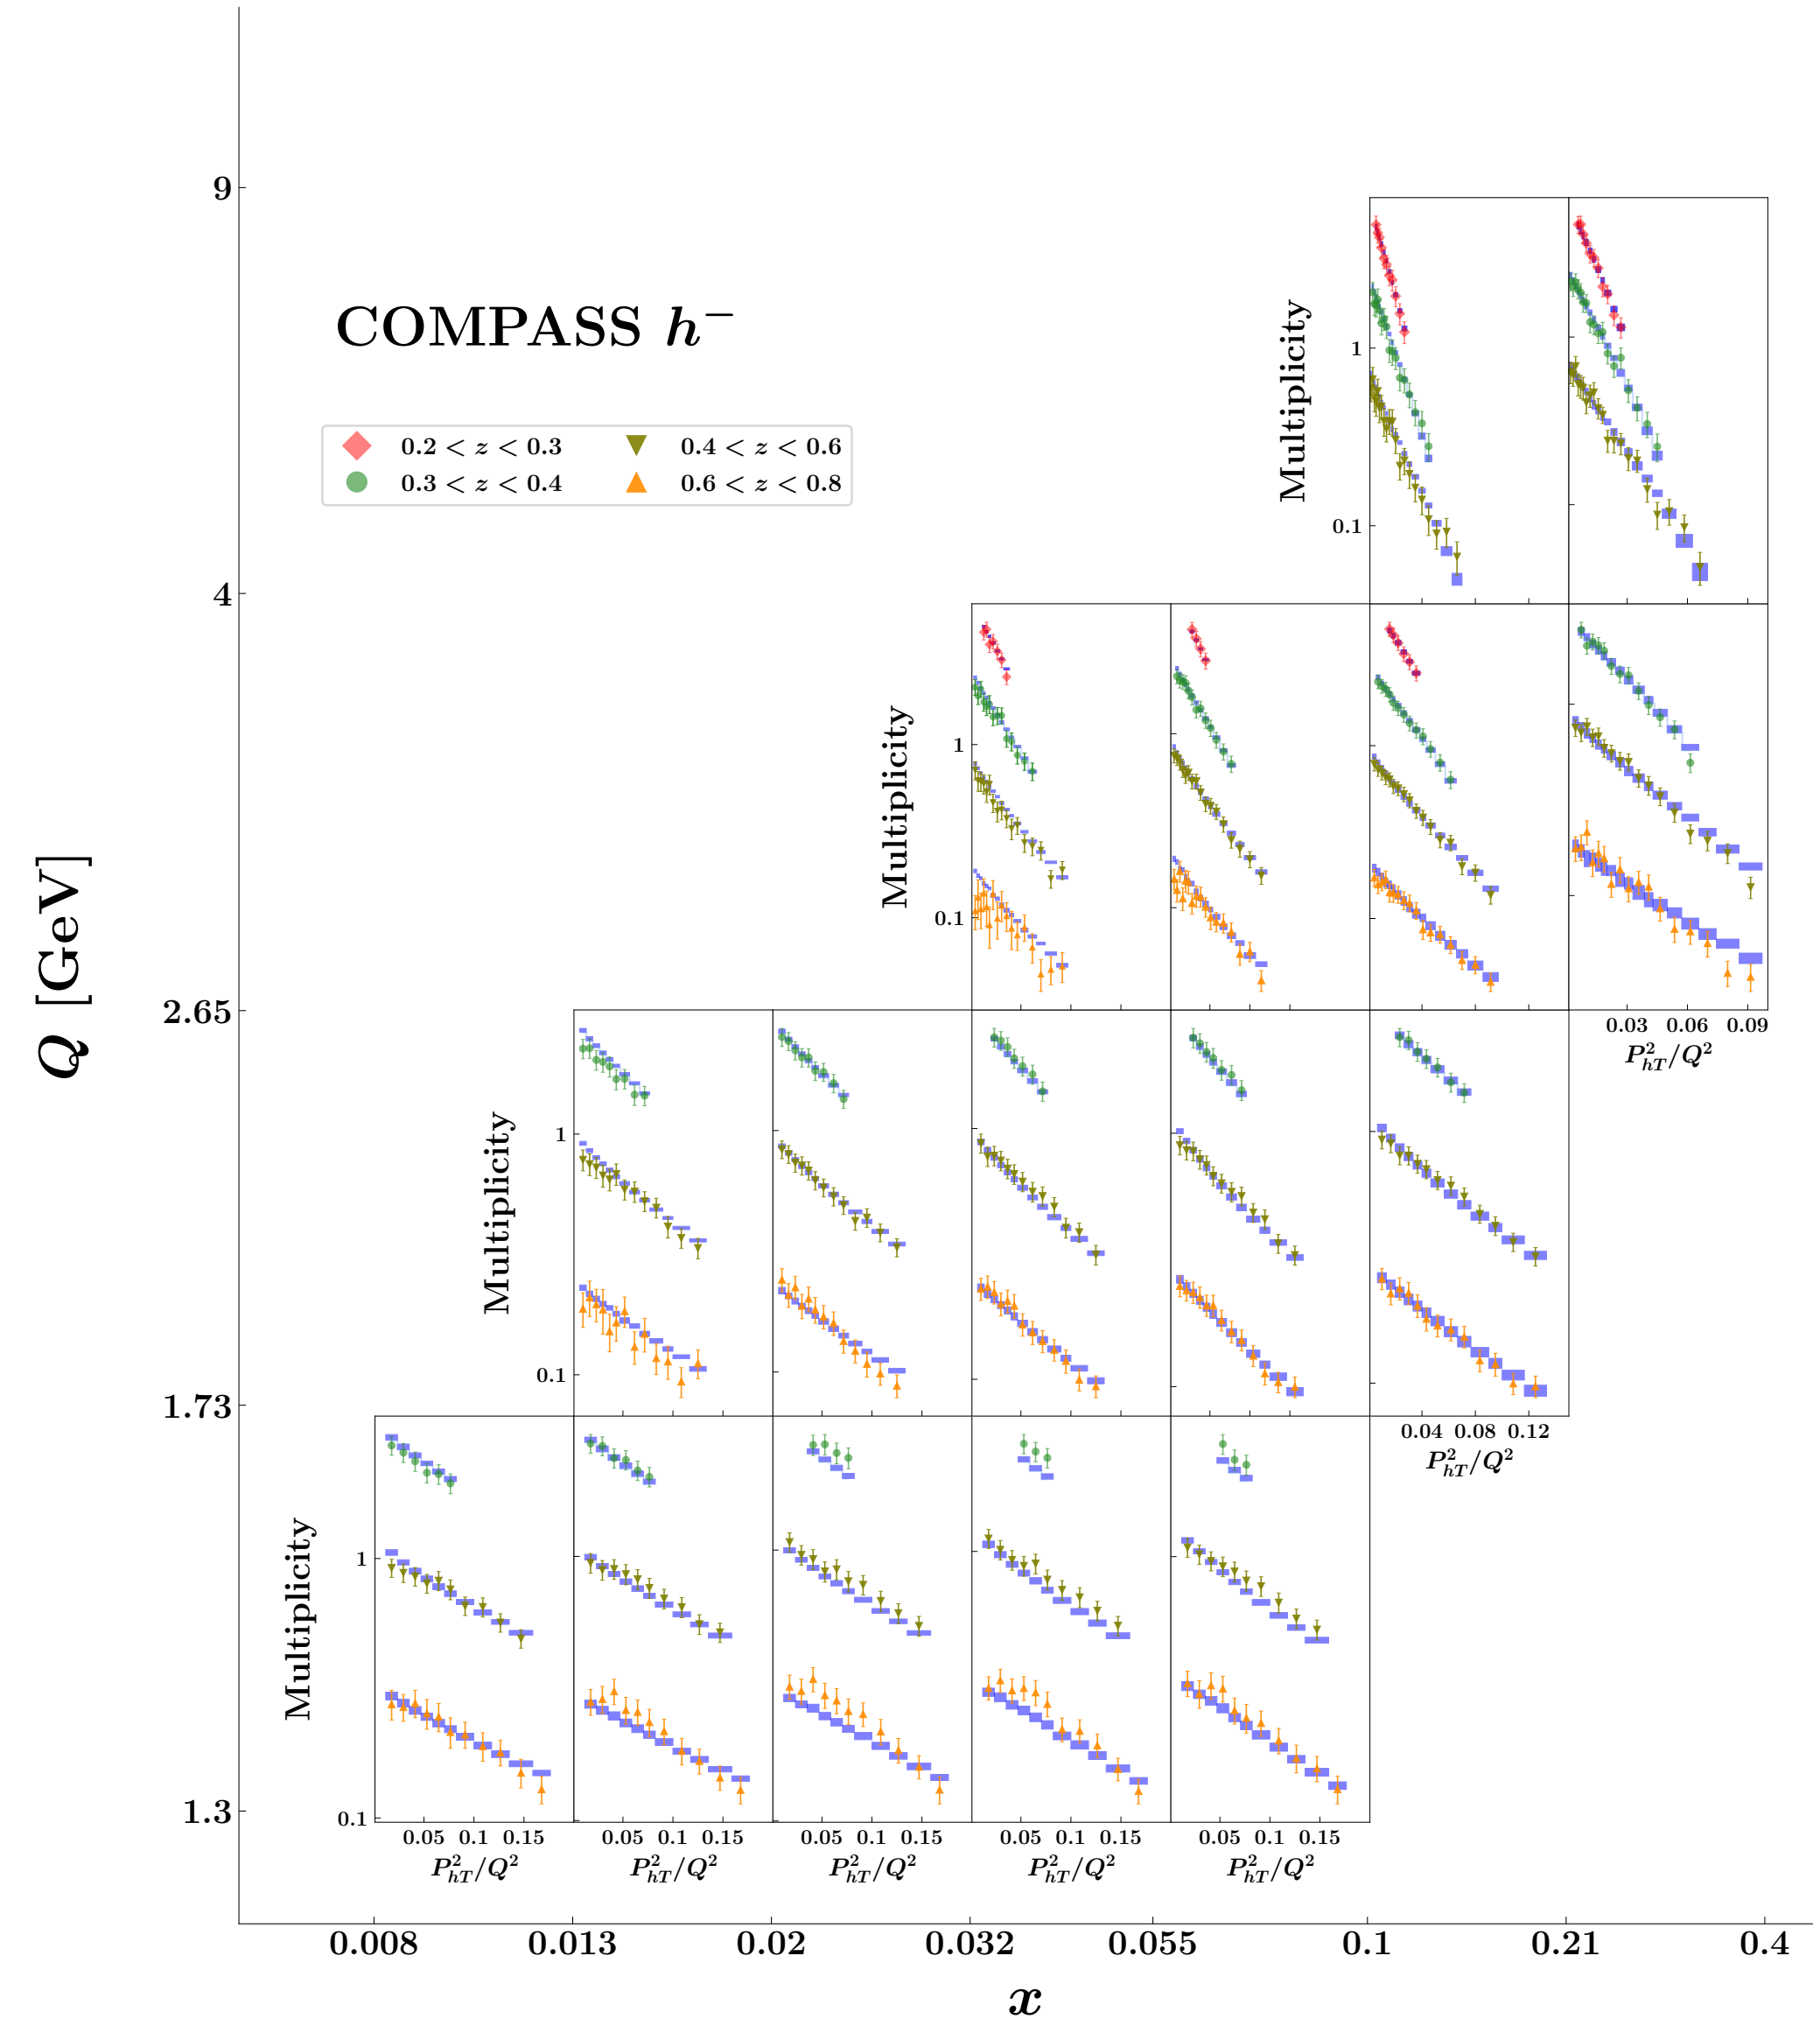 9
COMPASS h⁻
0.2 < z < 0.3
0.4 < z < 0.6
0.3 < z < 0.4
0.6 < z < 0.8
Multiplicity
1
0.1
4
Multiplicity
1
0.1
Q [GeV]
2.65
0.03 0.06 0.09
P²hT/Q²
Multiplicity
1
0.1
1.73
0.04 0.08 0.12
P²hT/Q²
Multiplicity
1
0.1
1.3
0.05 0.1 0.15 0.05 0.1 0.15 0.05 0.1 0.15 0.05 0.1 0.15 0.05 0.1 0.15
P²hT/Q² P²hT/Q² P²hT/Q² P²hT/Q² P²hT/Q²
0.008 0.013 0.02 0.032 0.055 0.1 0.21 0.4
x